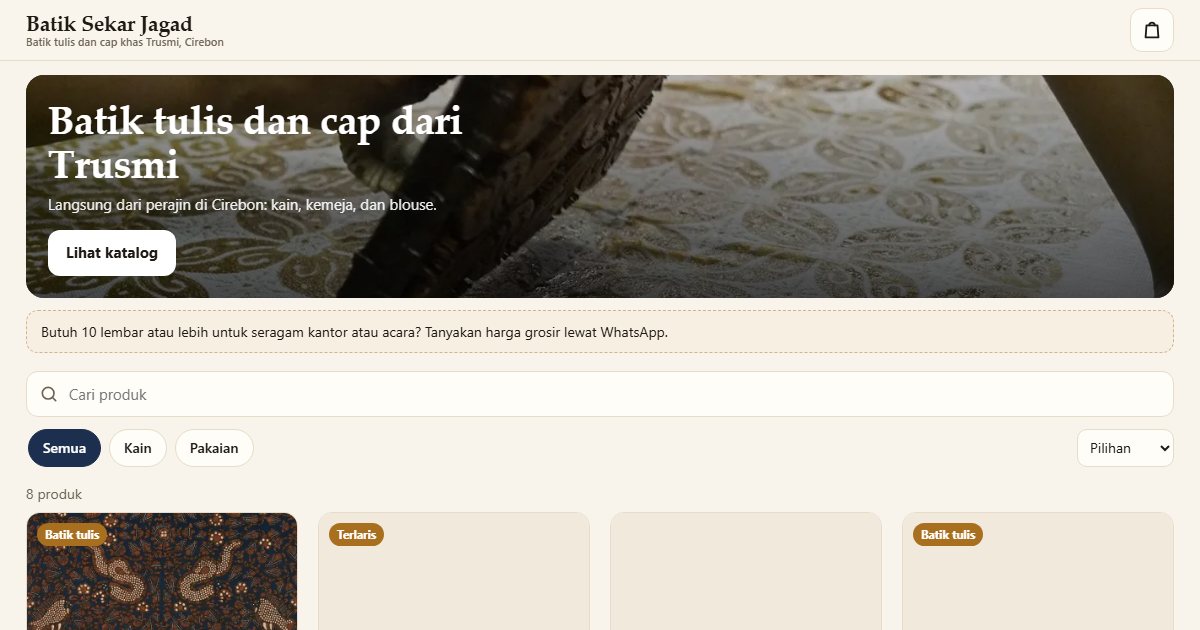 Batik Sekar Jagad
Batik tulis dan cap khas Trusmi, Cirebon
Batik tulis dan cap dari
Trusmi
Langsung dari perajin di Cirebon: kain, kemeja, dan blouse.
Lihat katalog
Butuh 10 lembar atau lebih untuk seragam kantor atau acara? Tanyakan harga grosir lewat WhatsApp.
Cari produk
Semua
Kain
Pakaian
Pilihan
8 produk
Batik tulis
Terlaris
Batik tulis